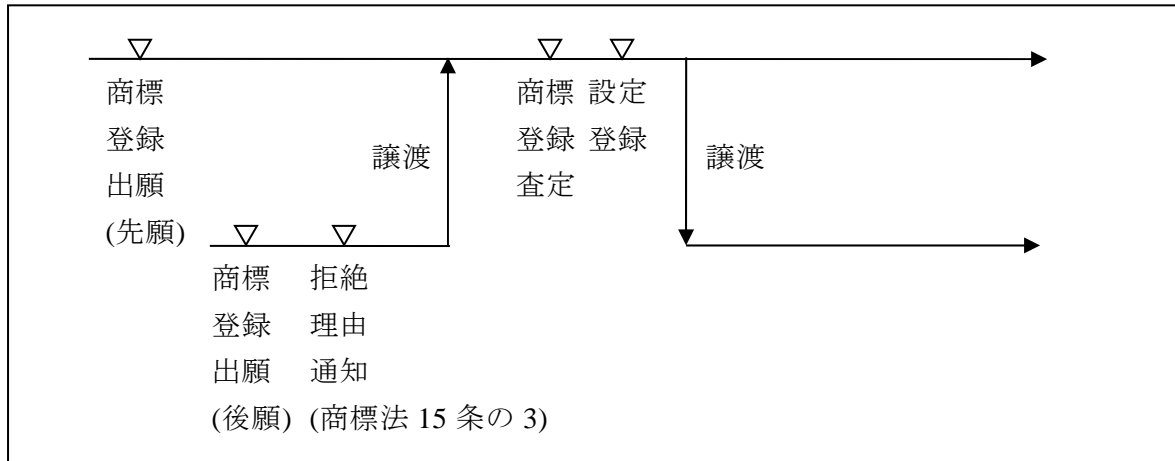 ▽ ▽ ▽
商標 商標 設定
登録 登録 登録
出願 譲渡 査定 譲渡
(先願)
▽ ▽
商標 拒絶
登録 理由
出願 通知
(後願) (商標法 15 条の 3)